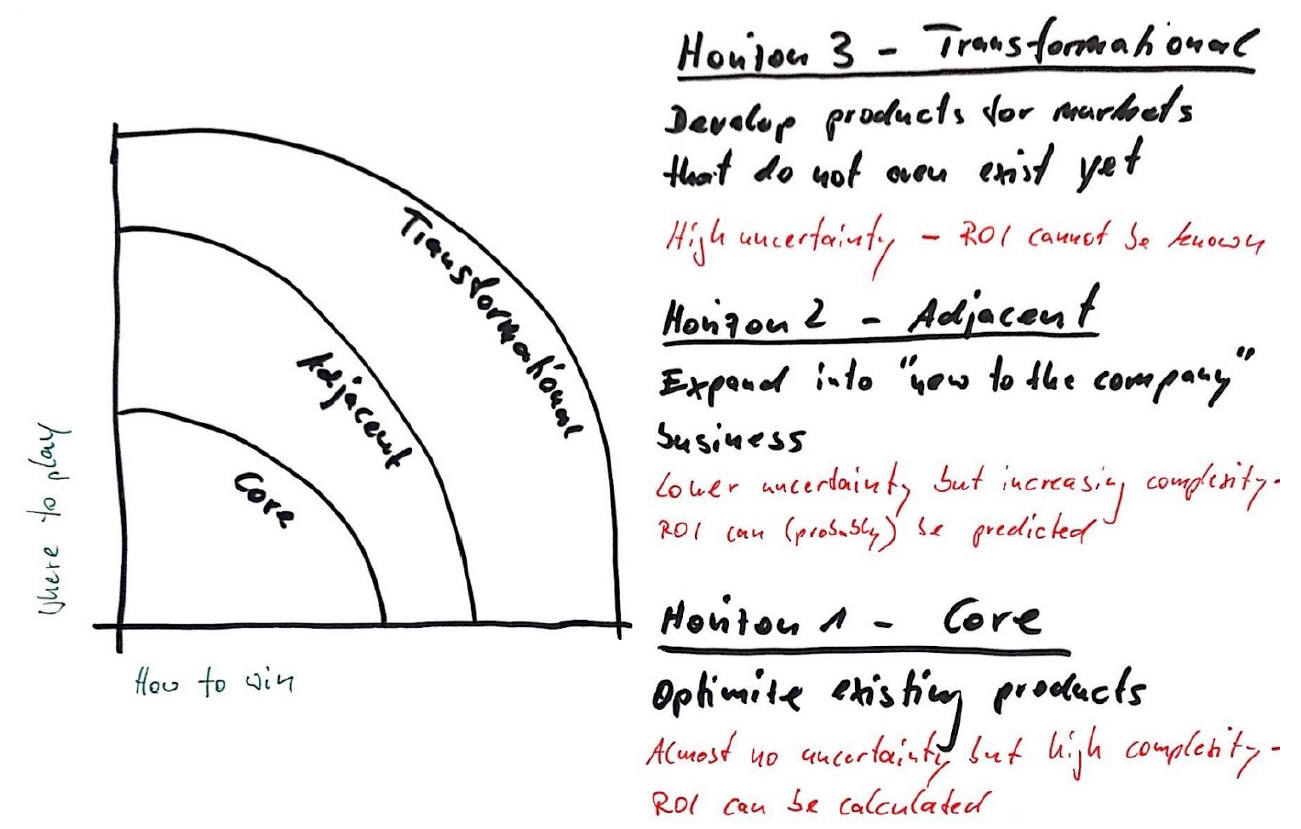 Where to play
How to win
Core
Adjacent
Transformational
Horizon 3 - Transformational
Develop products for markets
that do not even exist yet
High uncertainty - ROI cannot be known
Horizon 2 - Adjacent
Expand into "new to the company"
business
Lower uncertainty but increasing complexity -
ROI can (probably) be predicted
Horizon 1 - Core
Optimize existing products
Almost no uncertainty but high complexity -
ROI can be calculated